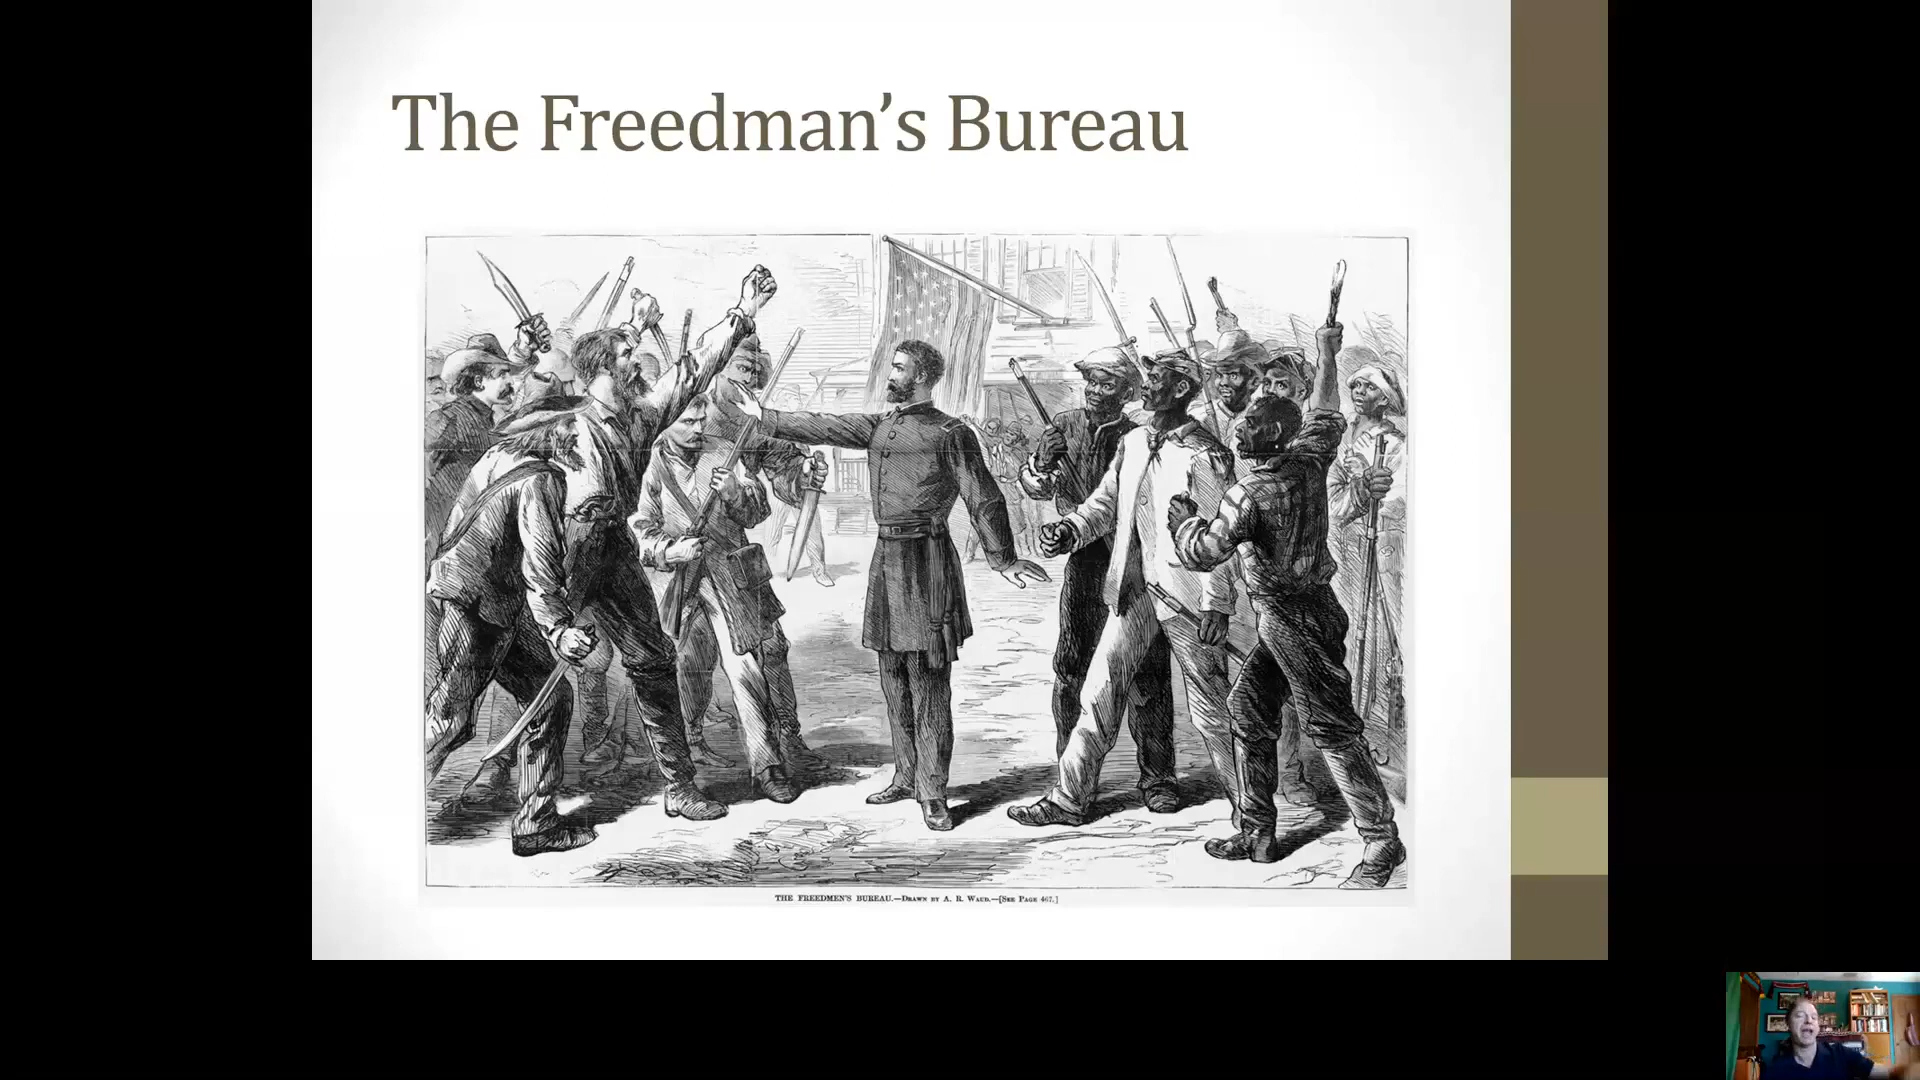 The Freedman’s Bureau
THE FREEDMEN'S BUREAU.—Drawn by A. R. Waud.—[See Page 467.]